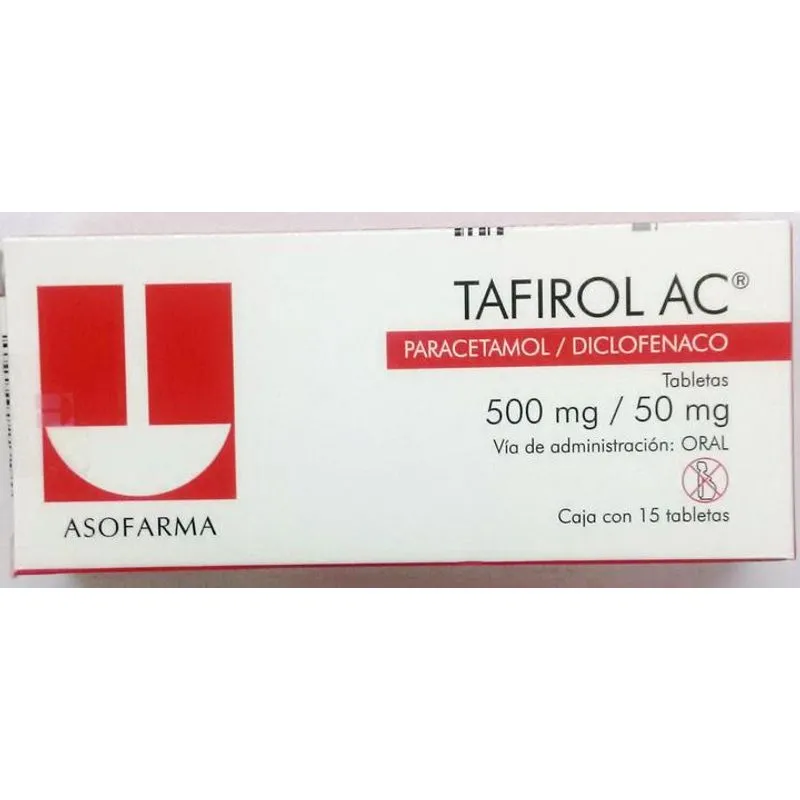 TAFIROL AC®
PARACETAMOL / DICLOFENACO
Tabletas
500 mg / 50 mg
Vía de administración: ORAL
Caja con 15 tabletas
ASOFARMA